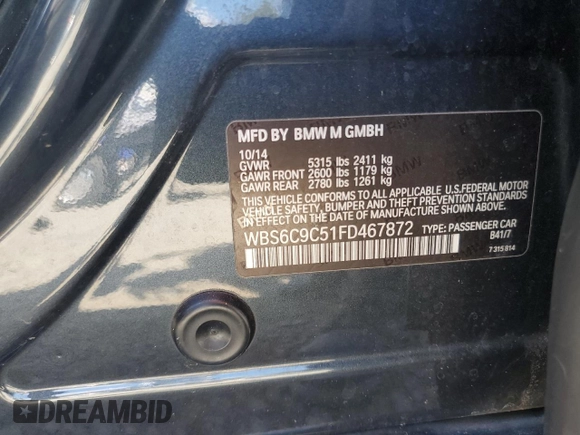 MFD BY BMW M GMBH
10/14
GVWR 5315 lbs 2411 kg
GAWR FRONT 2600 lbs 1179 kg
GAWR REAR 2780 lbs 1261 kg
THIS VEHICLE CONFORMS TO ALL APPLICABLE U.S.FEDERAL MOTOR
VEHICLE SAFETY, BUMPER AND THEFT PREVENTION STANDARDS
IN EFFECT ON THE DATE OF MANUFACTURE SHOWN ABOVE.
WBS6C9C51FD467872 TYPE: PASSENGER CAR
B41/7
7 315 814
DREAMBID